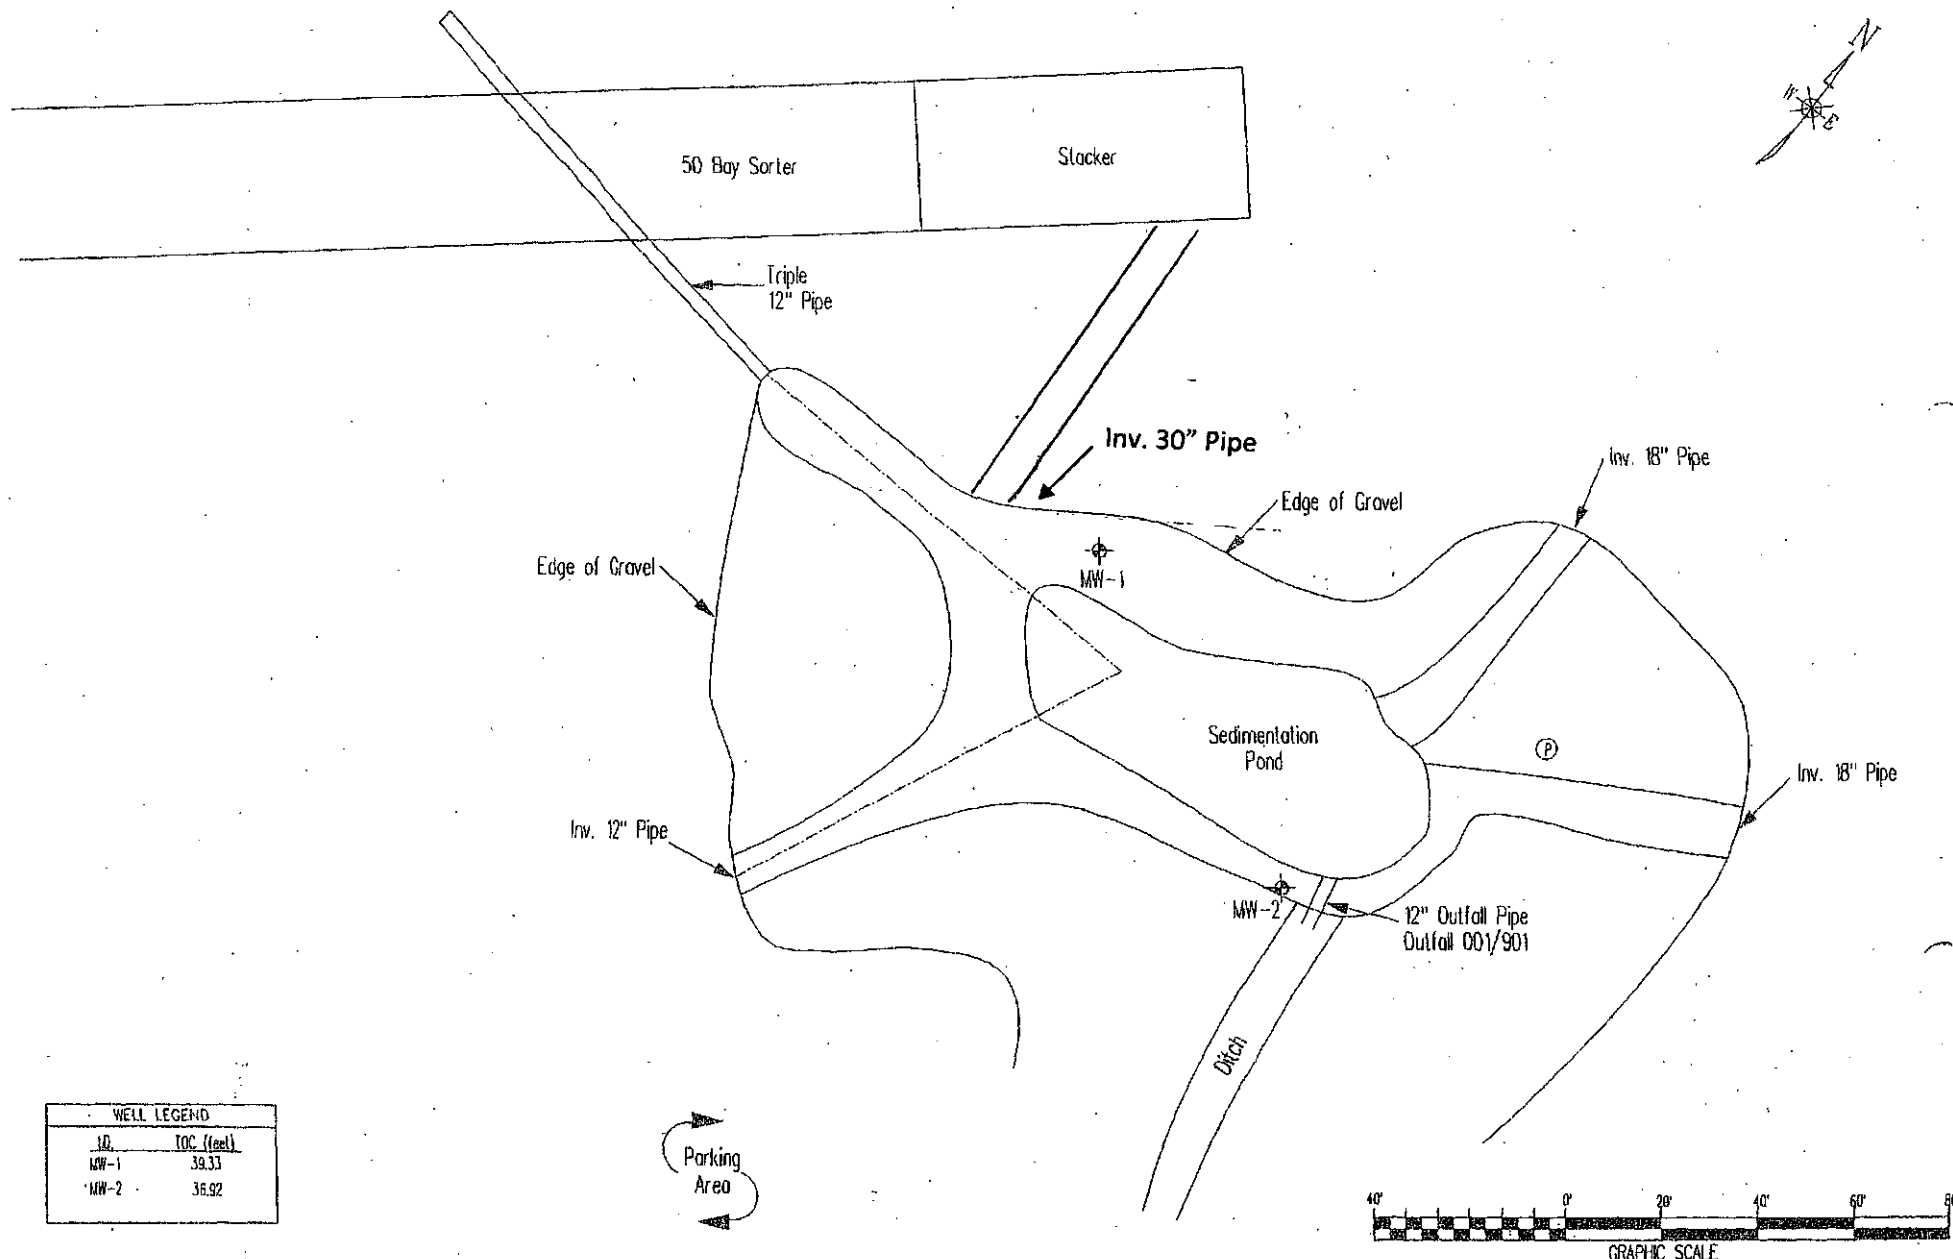 N
W
E
50 Bay Sorter
Stacker
Triple
12" Pipe
Inv. 30" Pipe
Inv. 18" Pipe
Edge of Gravel
Edge of Gravel
MW-1
Sedimentation
Pond
P
Inv. 18" Pipe
Inv. 12" Pipe
MW-2
12" Outfall Pipe
Outfall 001/901
Ditch
WELL LEGEND
I.D. TOC (feet)
MW-1 39.33
MW-2 36.92
Parking
Area
40' 0' 20' 40' 60' 80
GRAPHIC SCALE